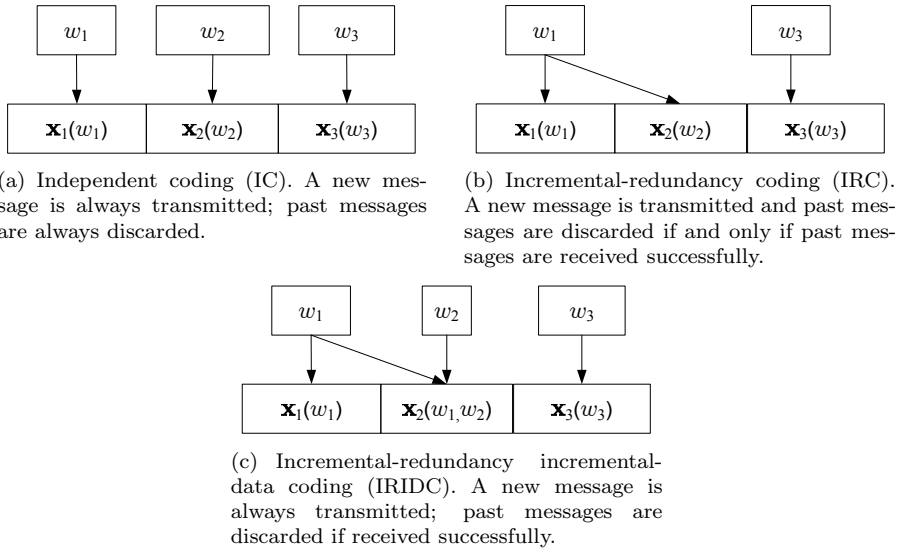 w1 w2 w3
x1(w1) x2(w2) x3(w3)
(a) Independent coding (IC). A new mes-
sage is always transmitted; past messages
are always discarded.
w1 w3
x1(w1) x2(w2) x3(w3)
(b) Incremental-redundancy coding (IRC).
A new message is transmitted and past mes-
sages are discarded if and only if past mes-
sages are received successfully.
w1 w2 w3
x1(w1) x2(w1,w2) x3(w3)
(c) Incremental-redundancy incremental-
data coding (IRIDC). A new message is
always transmitted; past messages are
discarded if received successfully.